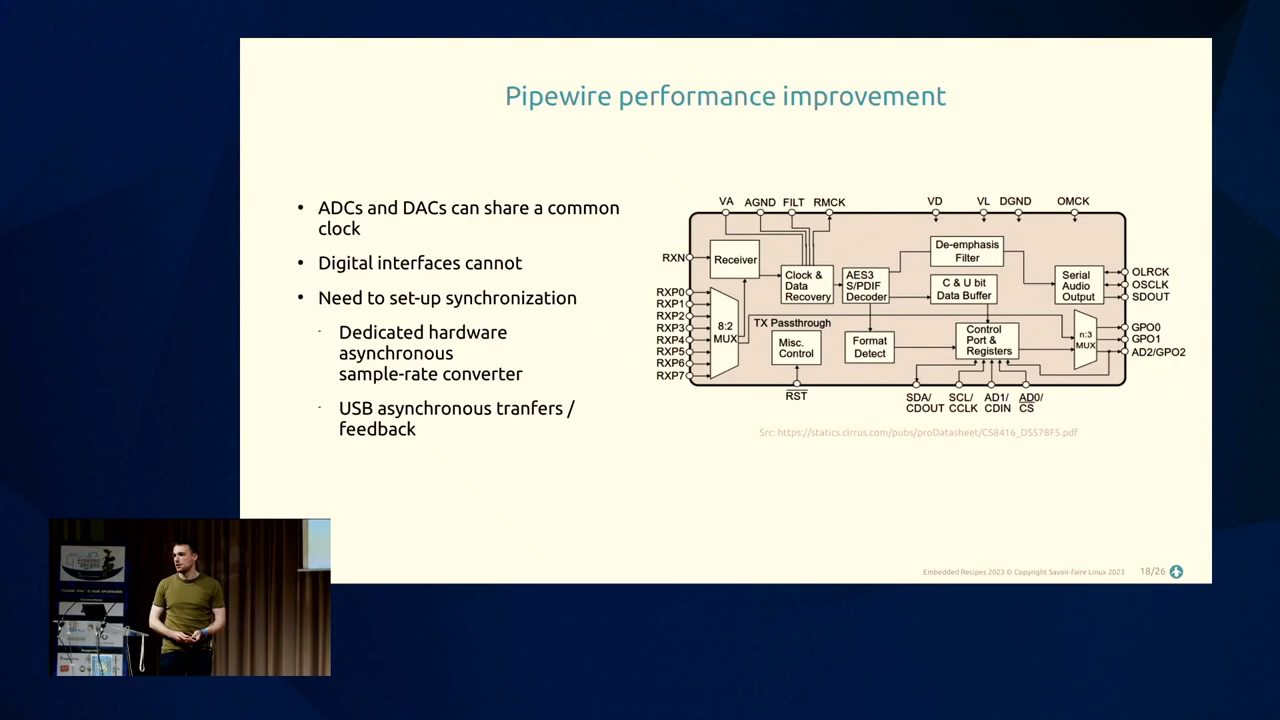 Pipewire performance improvement
• ADCs and DACs can share a common
clock
• Digital interfaces cannot
• Need to set-up synchronization
- Dedicated hardware
asynchronous
sample-rate converter
- USB asynchronous tranfers /
feedback
VA AGND FILT RMCK VD VL DGND OMCK
RXN
RXP0
RXP1
RXP2
RXP3
RXP4
RXP5
RXP6
RXP7
Receiver
8:2
MUX
Clock &
Data
Recovery
AES3
S/PDIF
Decoder
De-emphasis
Filter
C & U bit
Data Buffer
Serial
Audio
Output
TX Passthrough
Misc.
Control
Format
Detect
Control
Port &
Registers
n:3
MUX
OLRCK
OSCLK
SDOUT
GPO0
GPO1
AD2/GPO2
RST
SDA/
CDOUT
SCL/
CCLK
AD1/
CDIN
AD0/
CS
Src: https://statics.cirrus.com/pubs/proDatasheet/CS8416_DS578F5.pdf
Embedded Recipes 2023 © Copyright Savoir-faire Linux 2023 18/26